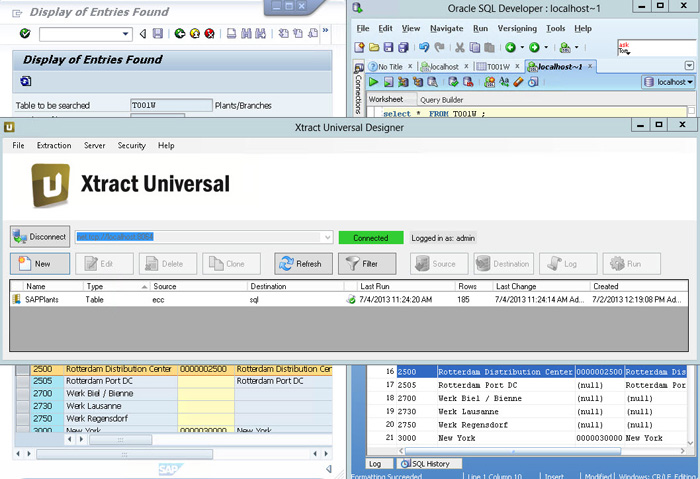 Display of Entries Found
Display of Entries Found
Table to be searched T001W Plants/Branches
Oracle SQL Developer : localhost~1
File Edit View Navigate Run Versioning Tools Help
No Title localhost T001W localhost~1
Connections
localhost
Worksheet Query Builder
select * FROM T001W ;
Xtract Universal Designer
File Extraction Server Security Help
Xtract Universal
Disconnect Connected Logged in as: admin
New Edit Delete Clone Refresh Filter Source Destination Log Run
Name Type Source Destination Last Run Rows Last Change Created
SAPPlants Table ecc sql 7/4/2013 11:24:20 AM 185 7/4/2013 11:24:14 AM Ad... 7/2/2013 12:19:08 PM Ad...
2500 Rotterdam Distribution Center 0000002500 Rotterdam Distribution Center
2505 Rotterdam Port DC Rotterdam Port DC
2700 Werk Biel / Bienne
2730 Werk Lausanne
2750 Werk Regensdorf
3000 New York 0000030000 New York
SAP
16 2500 Rotterdam Distribution Center 0000002500 Rotterdam Dis
17 2505 Rotterdam Port DC (null) Rotterdam Por
18 2700 Werk Biel / Bienne (null) (null)
19 2730 Werk Lausanne (null) (null)
20 2750 Werk Regensdorf (null) (null)
21 3000 New York 0000030000 New York
Log SQL History
Formatting Succeeded Line 1 Column 10 Insert Modified Windows: CR/LF Editing